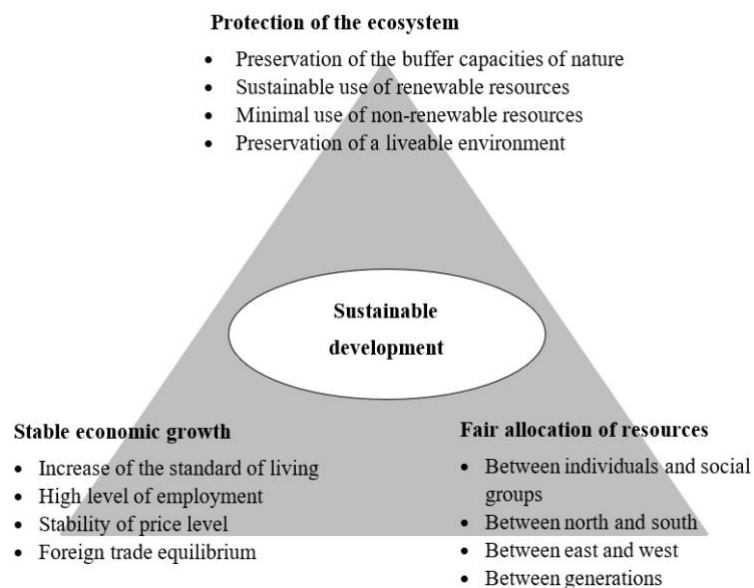 Protection of the ecosystem
• Preservation of the buffer capacities of nature
• Sustainable use of renewable resources
• Minimal use of non-renewable resources
• Preservation of a liveable environment
Sustainable
development
Stable economic growth
• Increase of the standard of living
• High level of employment
• Stability of price level
• Foreign trade equilibrium
Fair allocation of resources
• Between individuals and social
groups
• Between north and south
• Between east and west
• Between generations